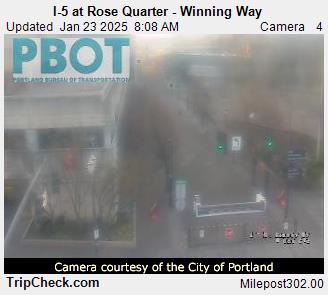 I-5 at Rose Quarter - Winning Way
Updated Jan 23 2025 8:08 AM Camera 4
PBOT
PORTLAND BUREAU OF TRANSPORTATION
Camera courtesy of the City of Portland
TripCheck.com Milepost302.00